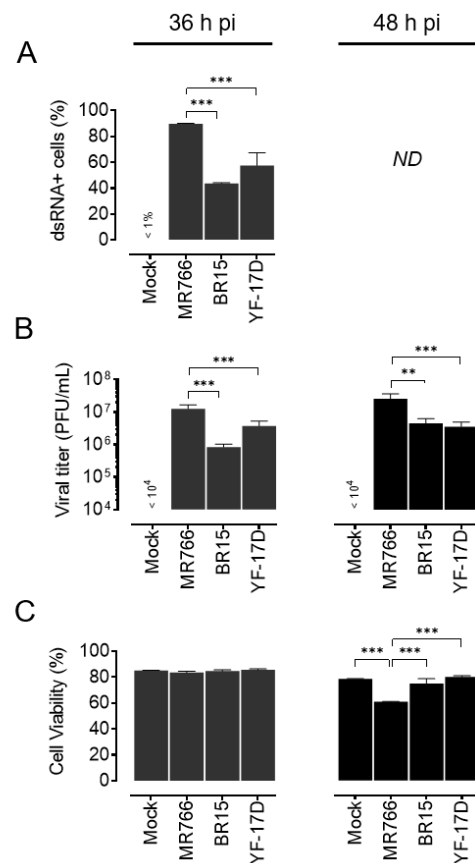 36 h pi
48 h pi
A
dsRNA+ cells (%)
100
80
60
40
20
0
< 1%
***
***
Mock
MR766
BR15
YF-17D
ND
B
Viral titer (PFU/mL)
10⁸
10⁷
10⁶
10⁵
10⁴
< 10⁴
***
***
Mock
MR766
BR15
YF-17D
< 10⁴
***
**
Mock
MR766
BR15
YF-17D
C
Cell Viability (%)
100
80
60
40
20
0
Mock
MR766
BR15
YF-17D
***
*** ***
Mock
MR766
BR15
YF-17D